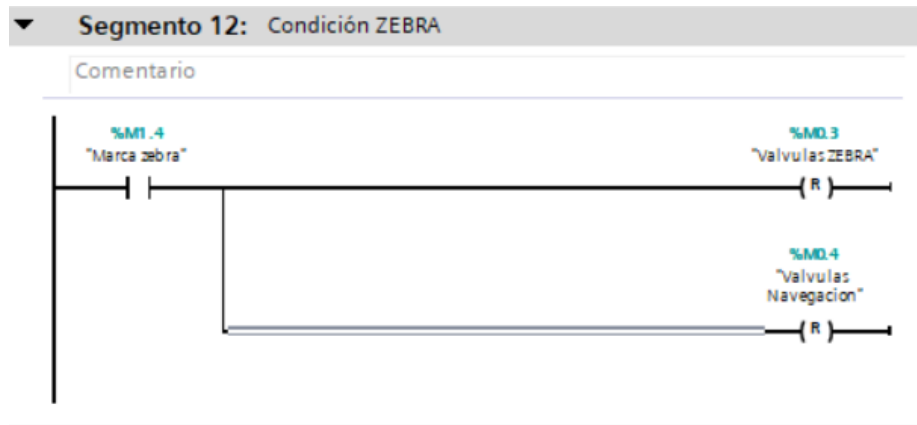 Segmento 12: Condición ZEBRA
Comentario
%M1.4
"Marca zebra"
%M0.3
"Valvulas ZEBRA"
( R )
%M0.4
"Valvulas
Navegacion"
( R )